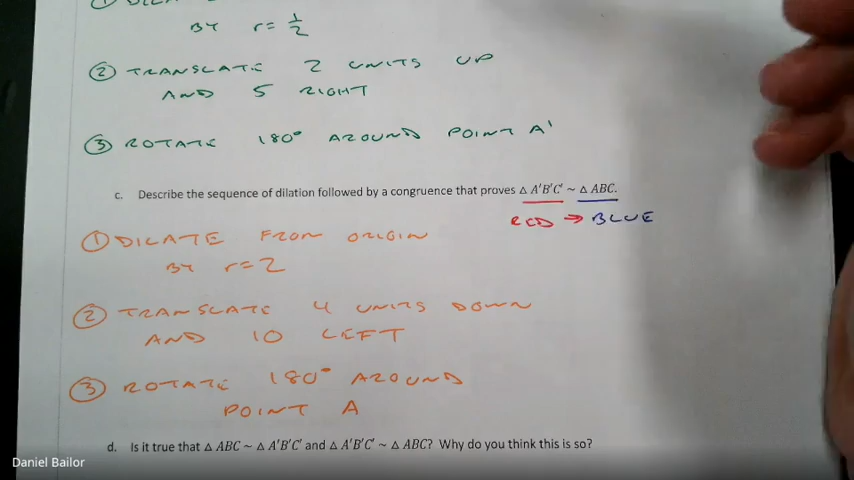 ① DILA
BY r = 1/2
② TRANSLATE 2 UNITS UP
AND 5 RIGHT
③ ROTATE 180° AROUND POINT A'
c. Describe the sequence of dilation followed by a congruence that proves △ A'B'C' ~ △ ABC.
RED → BLUE
① DILATE FROM ORIGIN
BY r=2
② TRANSLATE 4 UNITS DOWN
AND 10 LEFT
③ ROTATE 180° AROUND
POINT A
d. Is it true that △ ABC ~ △ A'B'C' and △ A'B'C' ~ △ ABC? Why do you think this is so?
Daniel Bailor